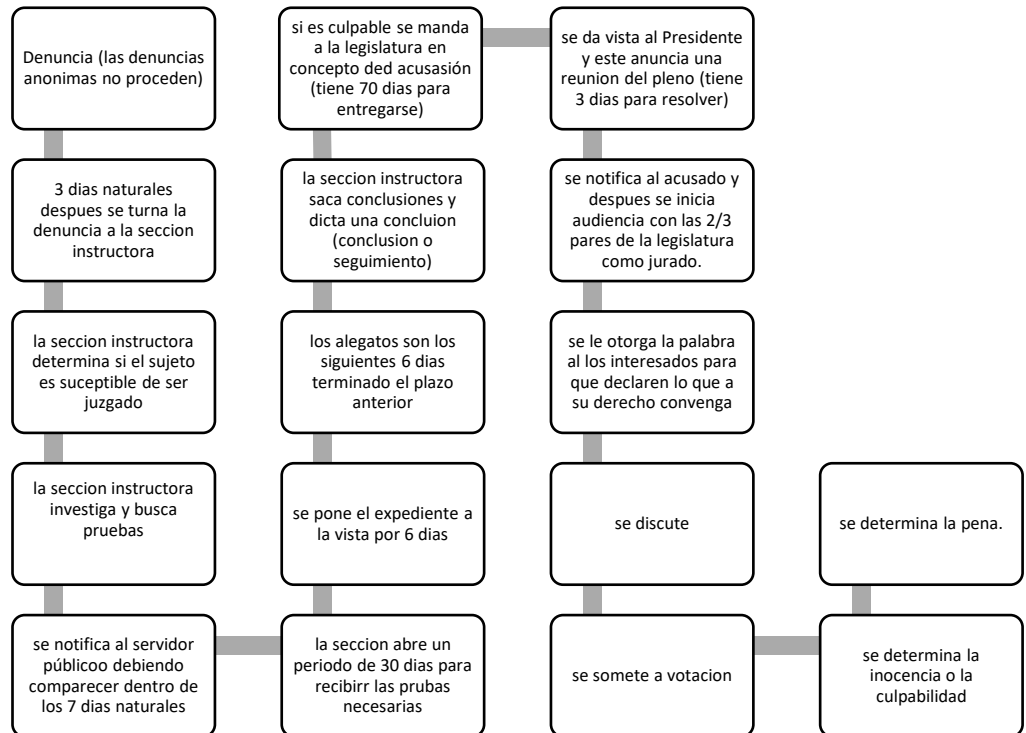 Denuncia (las denuncias
anonimas no proceden)
3 dias naturales
despues se turna la
denuncia a la seccion
instructora
la seccion instructora
determina si el sujeto
es suceptible de ser
juzgado
la seccion instructora
investiga y busca
pruebas
se notifica al servidor
públicoo debiendo
comparecer dentro de
los 7 dias naturales
la seccion abre un
periodo de 30 dias para
recibirr las prubas
necesarias
se pone el expediente a
la vista por 6 dias
los alegatos son los
siguientes 6 dias
terminado el plazo
anterior
la seccion instructora
saca conclusiones y
dicta una concluion
(conclusion o
seguimiento)
si es culpable se manda
a la legislatura en
concepto ded acusasión
(tiene 70 dias para
entregarse)
se da vista al Presidente
y este anuncia una
reunion del pleno (tiene
3 dias para resolver)
se notifica al acusado y
despues se inicia
audiencia con las 2/3
pares de la legislatura
como jurado.
se le otorga la palabra
al los interesados para
que declaren lo que a
su derecho convenga
se discute
se somete a votacion
se determina la
inocencia o la
culpabilidad
se determina la pena.